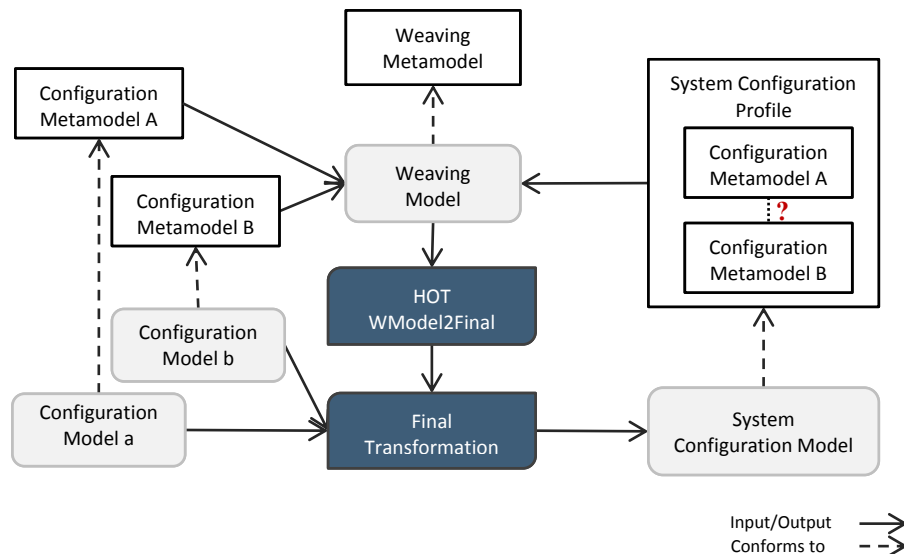 Weaving
Metamodel
Configuration
Metamodel A
System Configuration
Profile
Configuration
Metamodel A
?
Configuration
Metamodel B
Weaving
Model
Configuration
Metamodel B
HOT
WModel2Final
Configuration
Model b
Configuration
Model a
Final
Transformation
System
Configuration Model
Input/Output
Conforms to